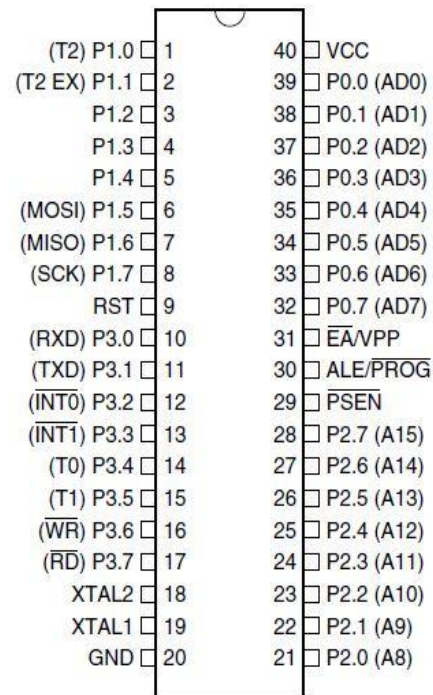 (T2) P1.0 1 40 VCC
(T2 EX) P1.1 2 39 P0.0 (AD0)
P1.2 3 38 P0.1 (AD1)
P1.3 4 37 P0.2 (AD2)
P1.4 5 36 P0.3 (AD3)
(MOSI) P1.5 6 35 P0.4 (AD4)
(MISO) P1.6 7 34 P0.5 (AD5)
(SCK) P1.7 8 33 P0.6 (AD6)
RST 9 32 P0.7 (AD7)
(RXD) P3.0 10 31 E̅A̅/VPP
(TXD) P3.1 11 30 ALE/P̅R̅O̅G̅
(I̅N̅T̅0̅) P3.2 12 29 P̅S̅E̅N̅
(I̅N̅T̅1̅) P3.3 13 28 P2.7 (A15)
(T0) P3.4 14 27 P2.6 (A14)
(T1) P3.5 15 26 P2.5 (A13)
(W̅R̅) P3.6 16 25 P2.4 (A12)
(R̅D̅) P3.7 17 24 P2.3 (A11)
XTAL2 18 23 P2.2 (A10)
XTAL1 19 22 P2.1 (A9)
GND 20 21 P2.0 (A8)